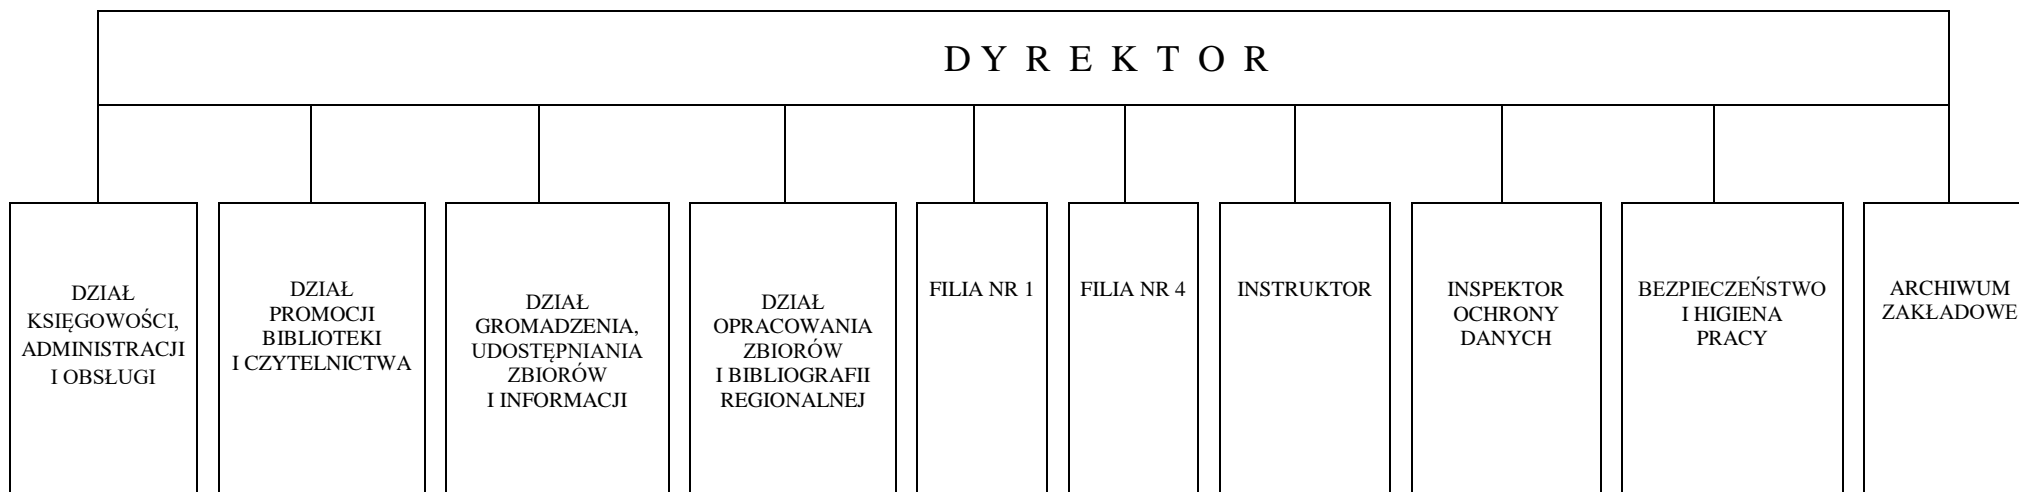 DYREKTOR
DZIAŁ
KSIĘGOWOŚCI,
ADMINISTRACJI
I OBSŁUGI
DZIAŁ
PROMOCJI
BIBLIOTEKI
I CZYTELNICTWA
DZIAŁ
GROMADZENIA,
UDOSTĘPNIANIA
ZBIORÓW
I INFORMACJI
DZIAŁ
OPRACOWANIA
ZBIORÓW
I BIBLIOGRAFII
REGIONALNEJ
FILIA NR 1
FILIA NR 4
INSTRUKTOR
INSPEKTOR
OCHRONY
DANYCH
BEZPIECZEŃSTWO
I HIGIENA
PRACY
ARCHIWUM
ZAKŁADOWE